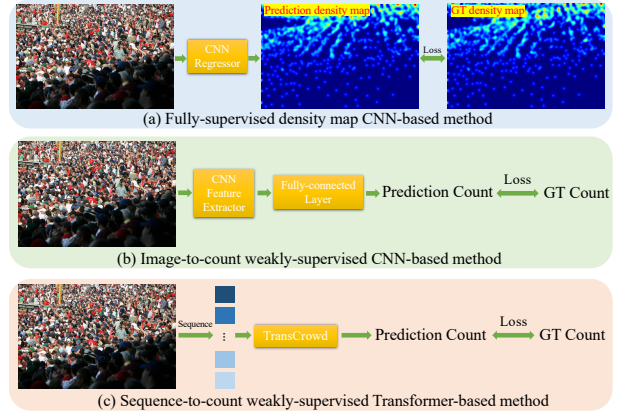 Prediction density map
GT density map
CNN
Regressor
Loss
(a) Fully-supervised density map CNN-based method
CNN
Feature
Extractor
Fully-connected
Layer
Prediction Count
Loss
GT Count
(b) Image-to-count weakly-supervised CNN-based method
Sequence
⋮
TransCrowd
Prediction Count
Loss
GT Count
(c) Sequence-to-count weakly-supervised Transformer-based method